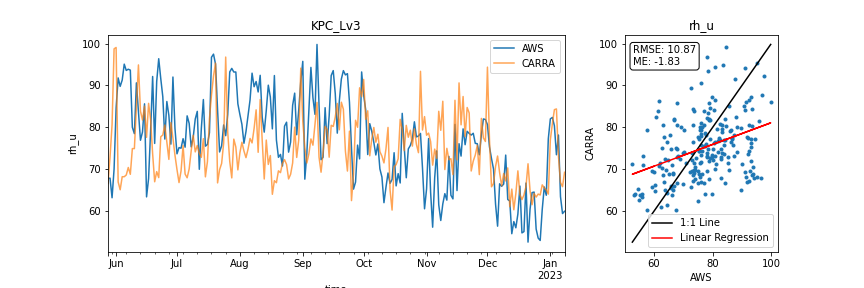 KPC_Lv3
rh_u
100
90
80
70
60
rh_u
AWS
CARRA
Jun
Jul
Aug
Sep
Oct
Nov
Dec
Jan
2023
time
rh_u
RMSE: 10.87
ME: -1.83
100
90
80
70
60
CARRA
1:1 Line
Linear Regression
60
80
100
AWS